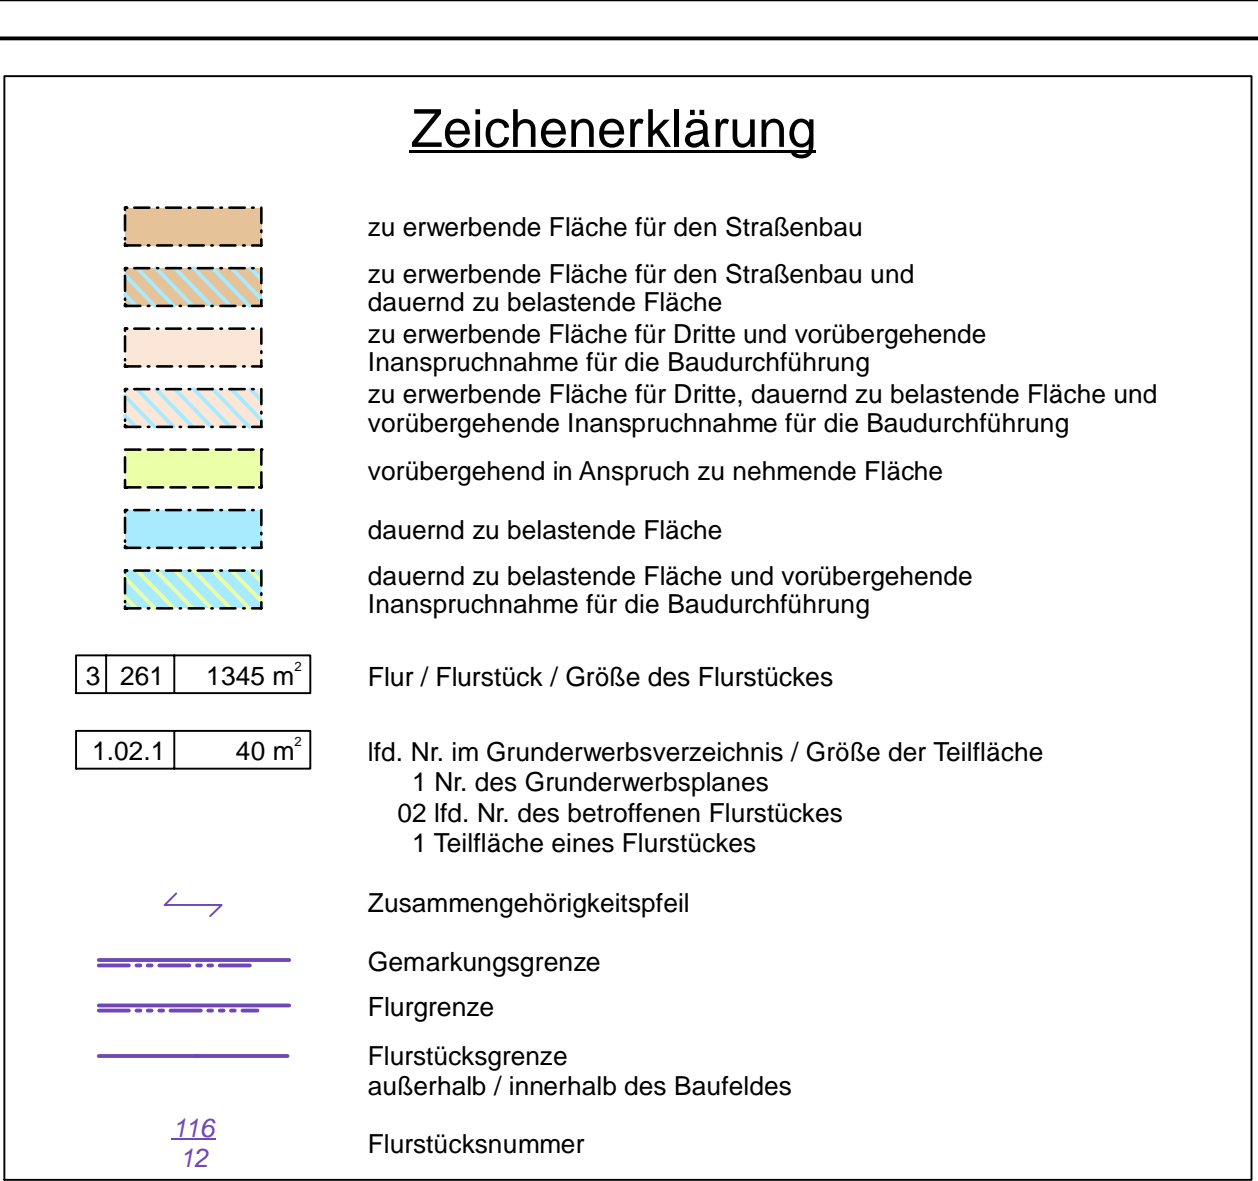 Zeichenerklärung
zu erwerbende Fläche für den Straßenbau
zu erwerbende Fläche für den Straßenbau und
dauernd zu belastende Fläche
zu erwerbende Fläche für Dritte und vorübergehende
Inanspruchnahme für die Baudurchführung
zu erwerbende Fläche für Dritte, dauernd zu belastende Fläche und
vorübergehende Inanspruchnahme für die Baudurchführung
vorübergehend in Anspruch zu nehmende Fläche
dauernd zu belastende Fläche
dauernd zu belastende Fläche und vorübergehende
Inanspruchnahme für die Baudurchführung
3 261 1345 m² Flur / Flurstück / Größe des Flurstückes
1.02.1 40 m² lfd. Nr. im Grunderwerbsverzeichnis / Größe der Teilfläche
1 Nr. des Grunderwerbsplanes
02 lfd. Nr. des betroffenen Flurstückes
1 Teilfläche eines Flurstückes
Zusammengehörigkeitspfeil
Gemarkungsgrenze
Flurgrenze
Flurstücksgrenze
außerhalb / innerhalb des Baufeldes
116
12
Flurstücksnummer